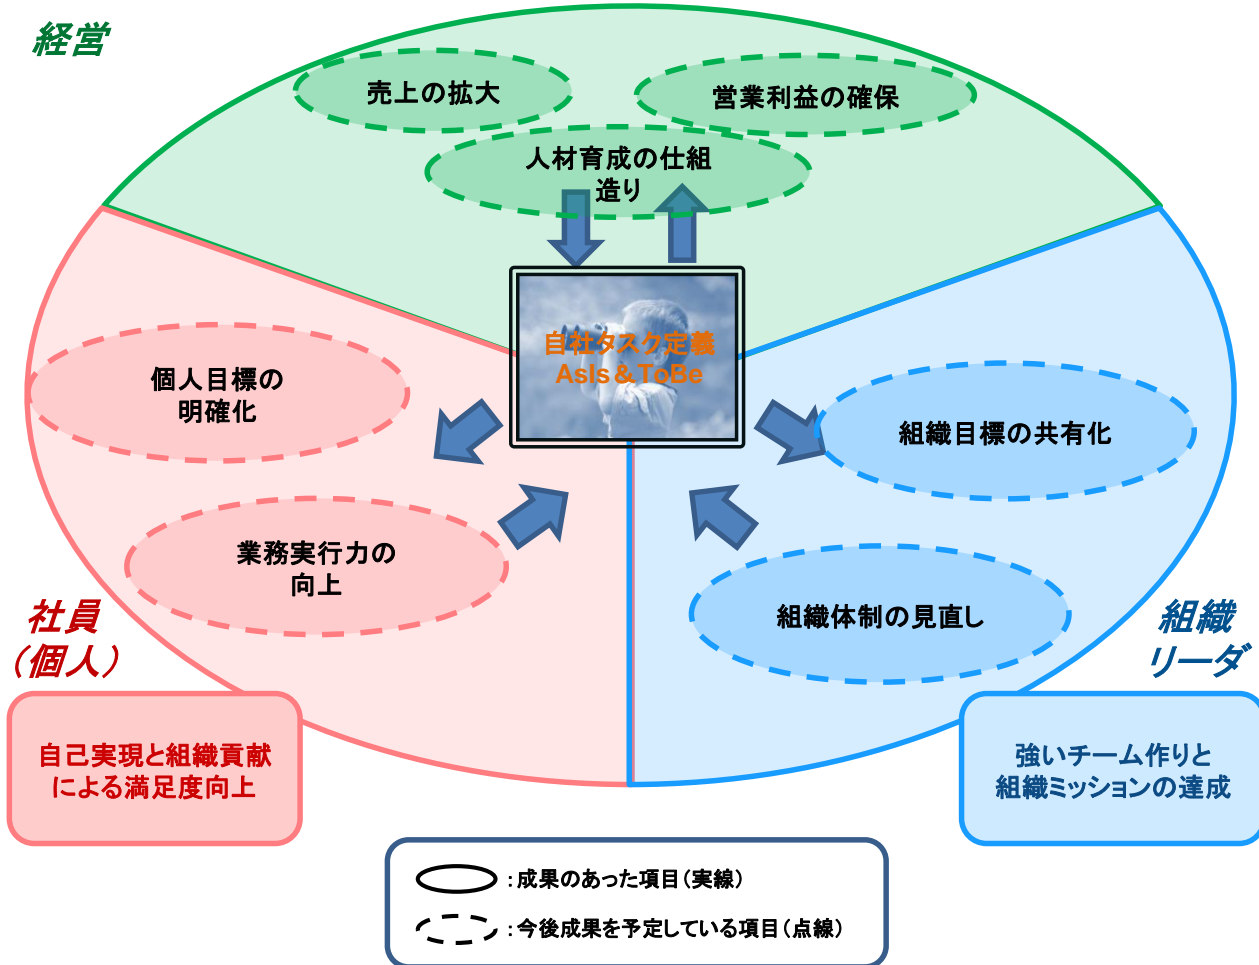 経営
売上の拡大
営業利益の確保
人材育成の仕組
造り
自社タスク定義
AsIs＆ToBe
個人目標の
明確化
組織目標の共有化
業務実行力の
向上
組織体制の見直し
社員
（個人）
組織
リーダ
自己実現と組織貢献
による満足度向上
強いチーム作りと
組織ミッションの達成
：成果のあった項目（実線）
：今後成果を予定している項目（点線）